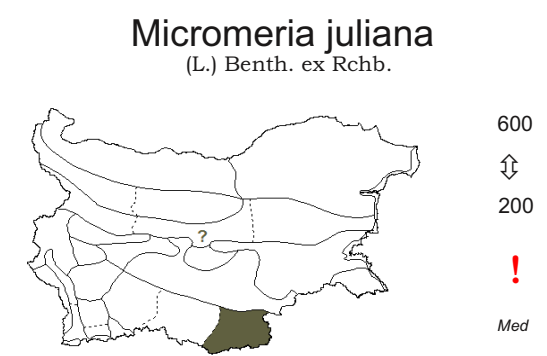 Micromeria juliana
(L.) Benth. ex Rchb.
600
⇕
200
?
!
Med